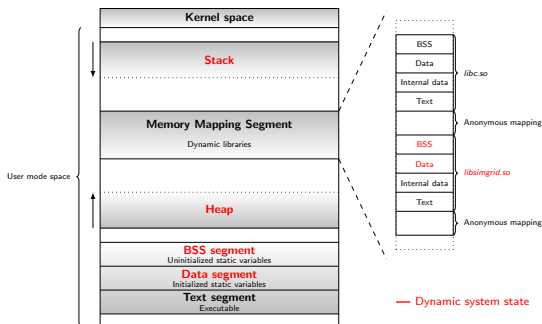 Kernel space
Stack
Memory Mapping Segment
Dynamic libraries
User mode space
Heap
BSS segment
Uninitialized static variables
Data segment
Initialized static variables
Text segment
Executable
BSS
Data
Internal data
Text
libc.so
Anonymous mapping
BSS
Data
Internal data
Text
libsimgrid.so
Anonymous mapping
Dynamic system state